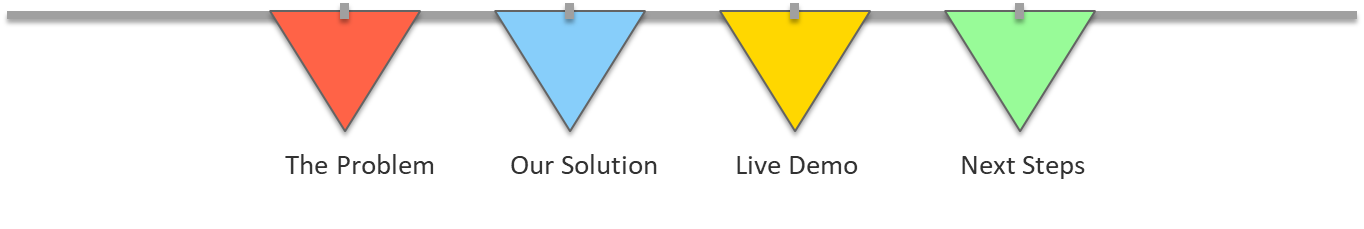 The Problem
Our Solution
Live Demo
Next Steps